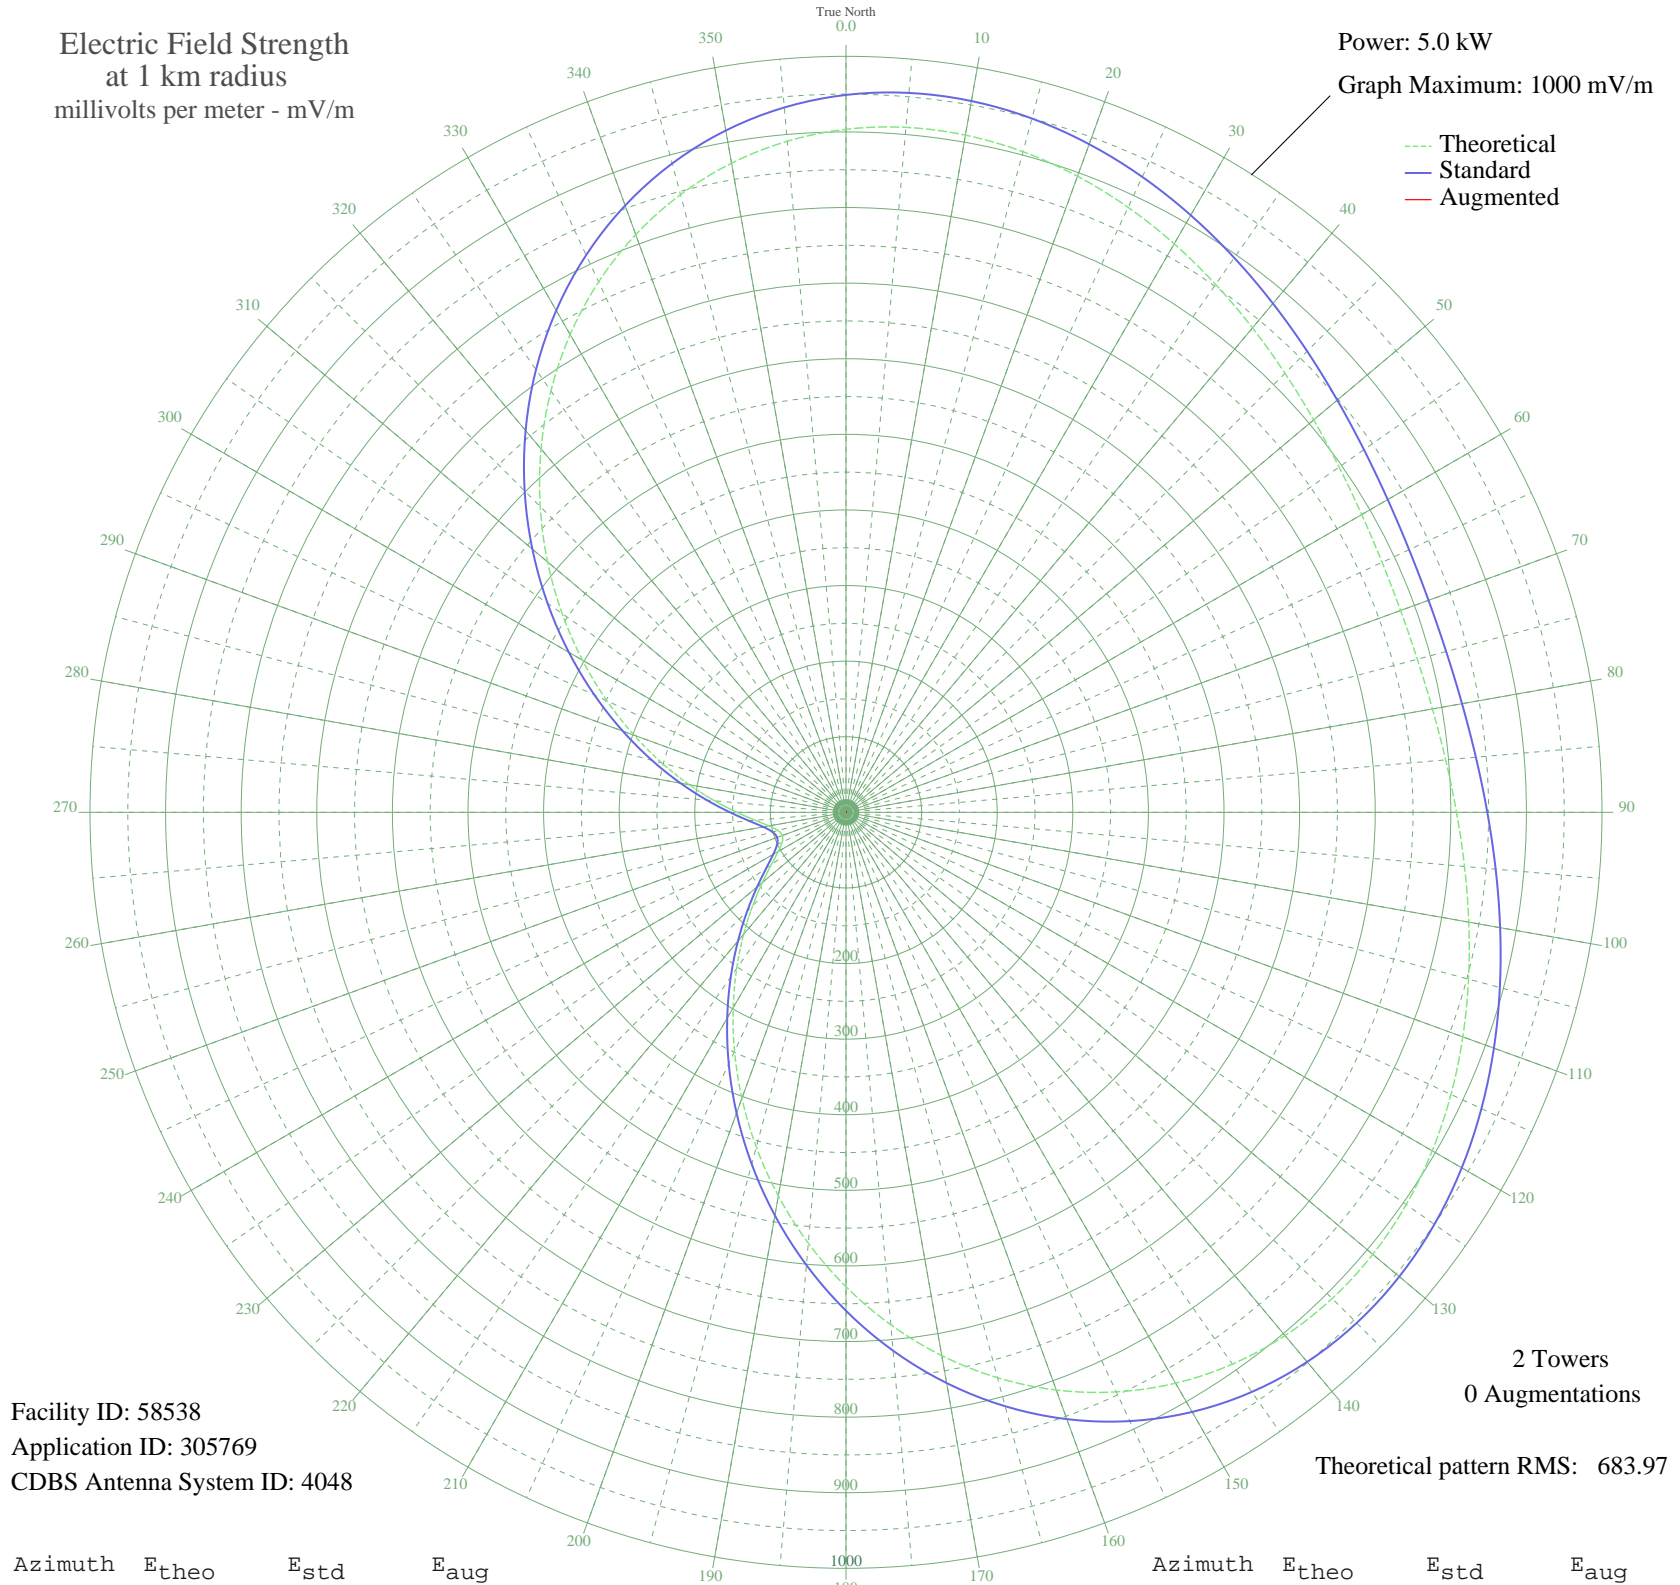 True North
Electric Field Strength
at 1 km radius
millivolts per meter - mV/m
Power: 5.0 kW
Graph Maximum: 1000 mV/m
Theoretical
Standard
Augmented
0.0
10
20
30
40
50
60
70
80
90
100
110
120
130
140
150
160
170
180
190
200
210
220
230
240
250
260
270
280
290
300
310
320
330
340
350
200
300
400
500
600
700
800
900
1000
2 Towers
0 Augmentations
Theoretical pattern RMS: 683.97
Facility ID: 58538
Application ID: 305769
CDBS Antenna System ID: 4048
Azimuth Etheo Estd Eaug Azimuth Etheo Estd Eaug